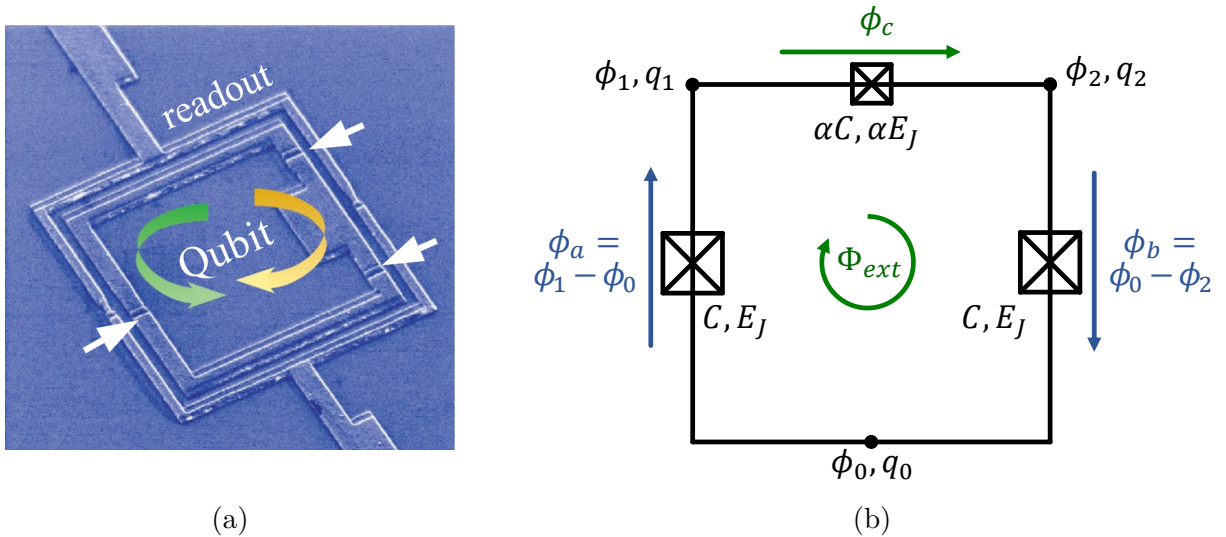 readout
Qubit
(a)
ϕ_c
ϕ_1, q_1
ϕ_2, q_2
αC, αE_J
ϕ_a =
ϕ_1 − ϕ_0
Φ_ext
ϕ_b =
ϕ_0 − ϕ_2
C, E_J
C, E_J
ϕ_0, q_0
(b)